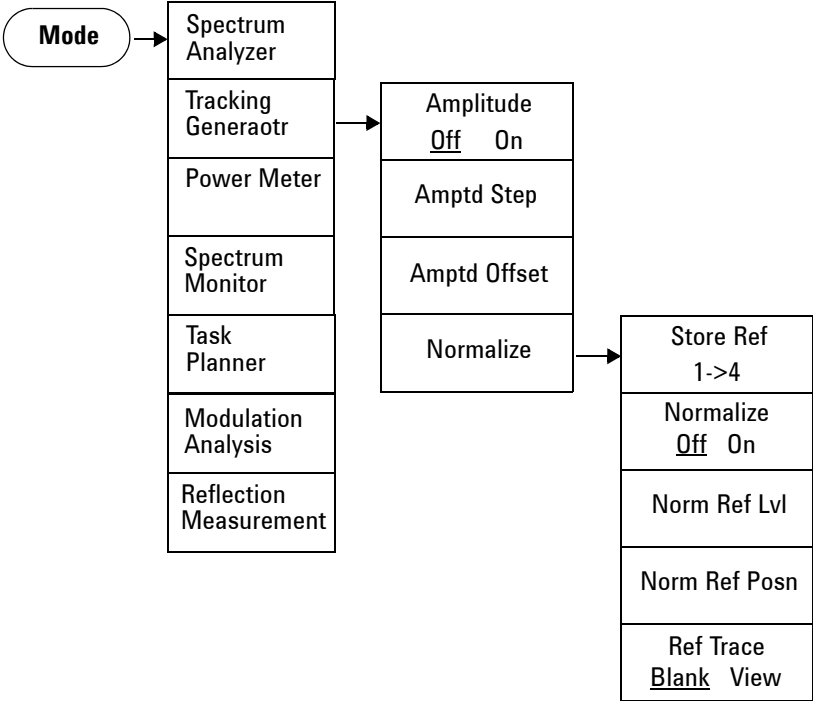 Mode
Spectrum
Analyzer
Tracking
Generaotr
Power Meter
Spectrum
Monitor
Task
Planner
Modulation
Analysis
Reflection
Measurement
Amplitude
Off On
Amptd Step
Amptd Offset
Normalize
Store Ref
1->4
Normalize
Off On
Norm Ref Lvl
Norm Ref Posn
Ref Trace
Blank View